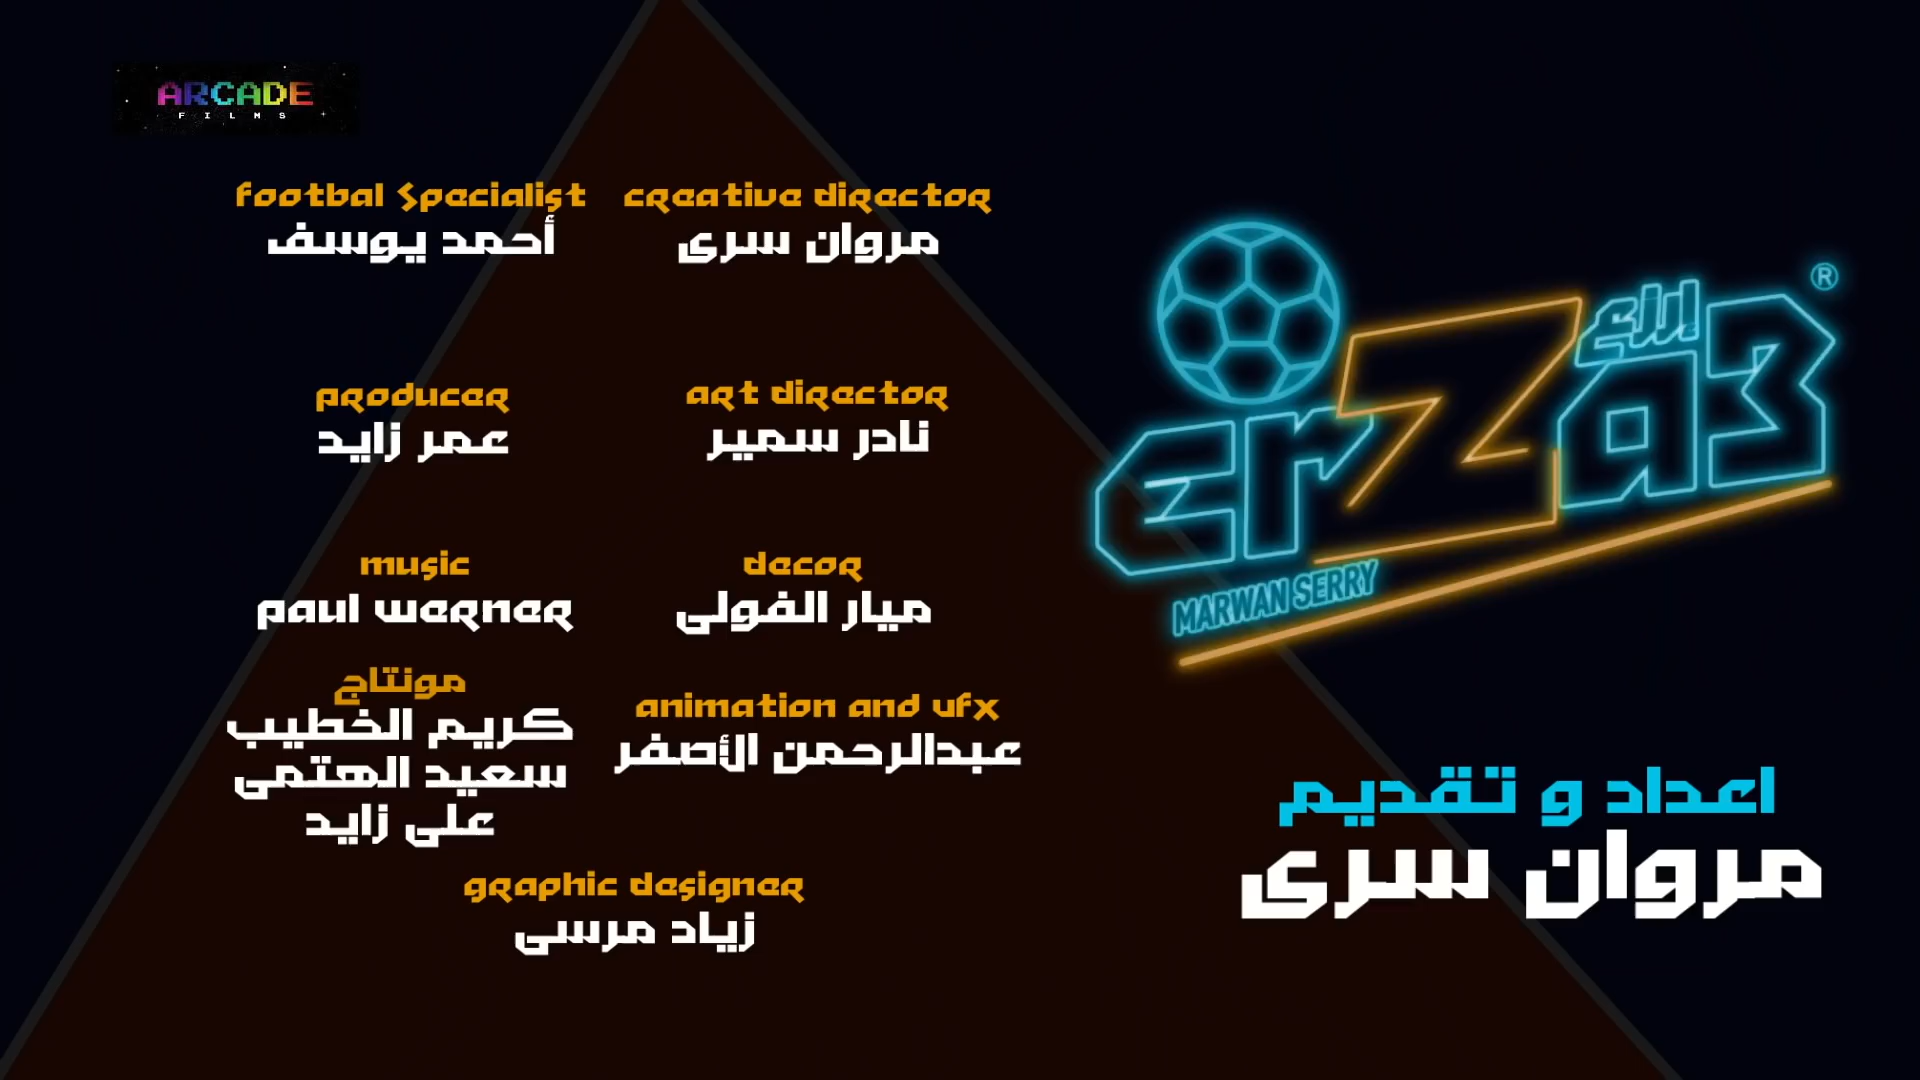 ARCADE
FILMS
footbal Specialist
أحمد يوسف
creative director
مروان سرى
producer
عمر زايد
art director
نادر سمير
music
paul werner
decor
ميار الفولى
مونتاج
كريم الخطيب
سعيد الهتمى
على زايد
animation and vfx
عبدالرحمن الأصفر
graphic designer
زياد مرسى
erZa3
®
MARWAN SERRY
اعداد و تقديم
مروان سرى